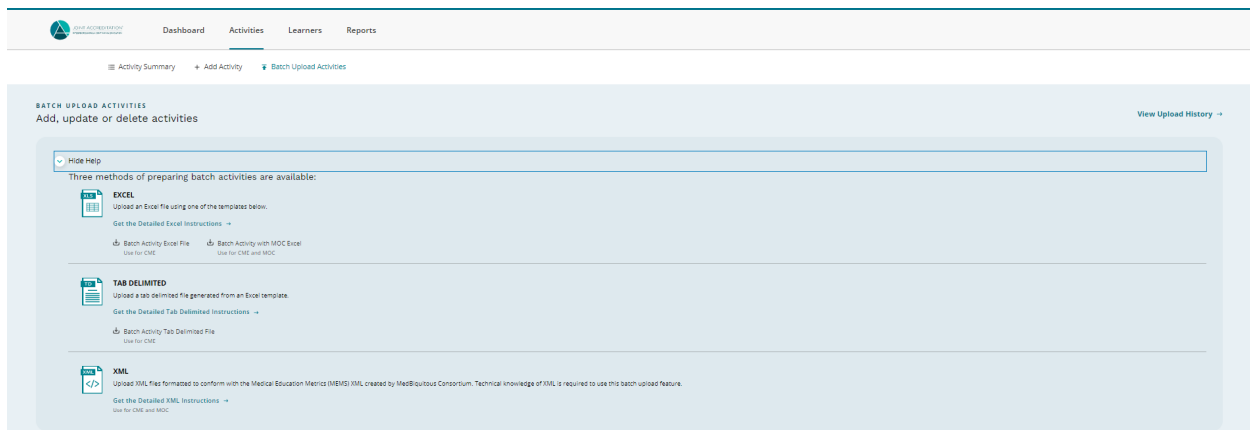 JOINT ACCREDITATION
Dashboard Activities Learners Reports
Activity Summary + Add Activity Batch Upload Activities
BATCH UPLOAD ACTIVITIES
Add, update or delete activities
View Upload History →
Hide Help
Three methods of preparing batch activities are available:
XLS
EXCEL
Upload an Excel file using one of the templates below.
Get the Detailed Excel Instructions →
Batch Activity Excel File Batch Activity with MOC Excel
Use for CME Use for CME and MOC
TD
TAB DELIMITED
Upload a tab delimited file generated from an Excel template.
Get the Detailed Tab Delimited Instructions →
Batch Activity Tab Delimited File
Use for CME
XML
</>
XML
Upload XML files formatted to conform with the Medical Education Metrics (MEMS) XML created by MedBiquitous Consortium. Technical knowledge of XML is required to use this batch upload feature.
Get the Detailed XML Instructions →
Use for CME and MOC